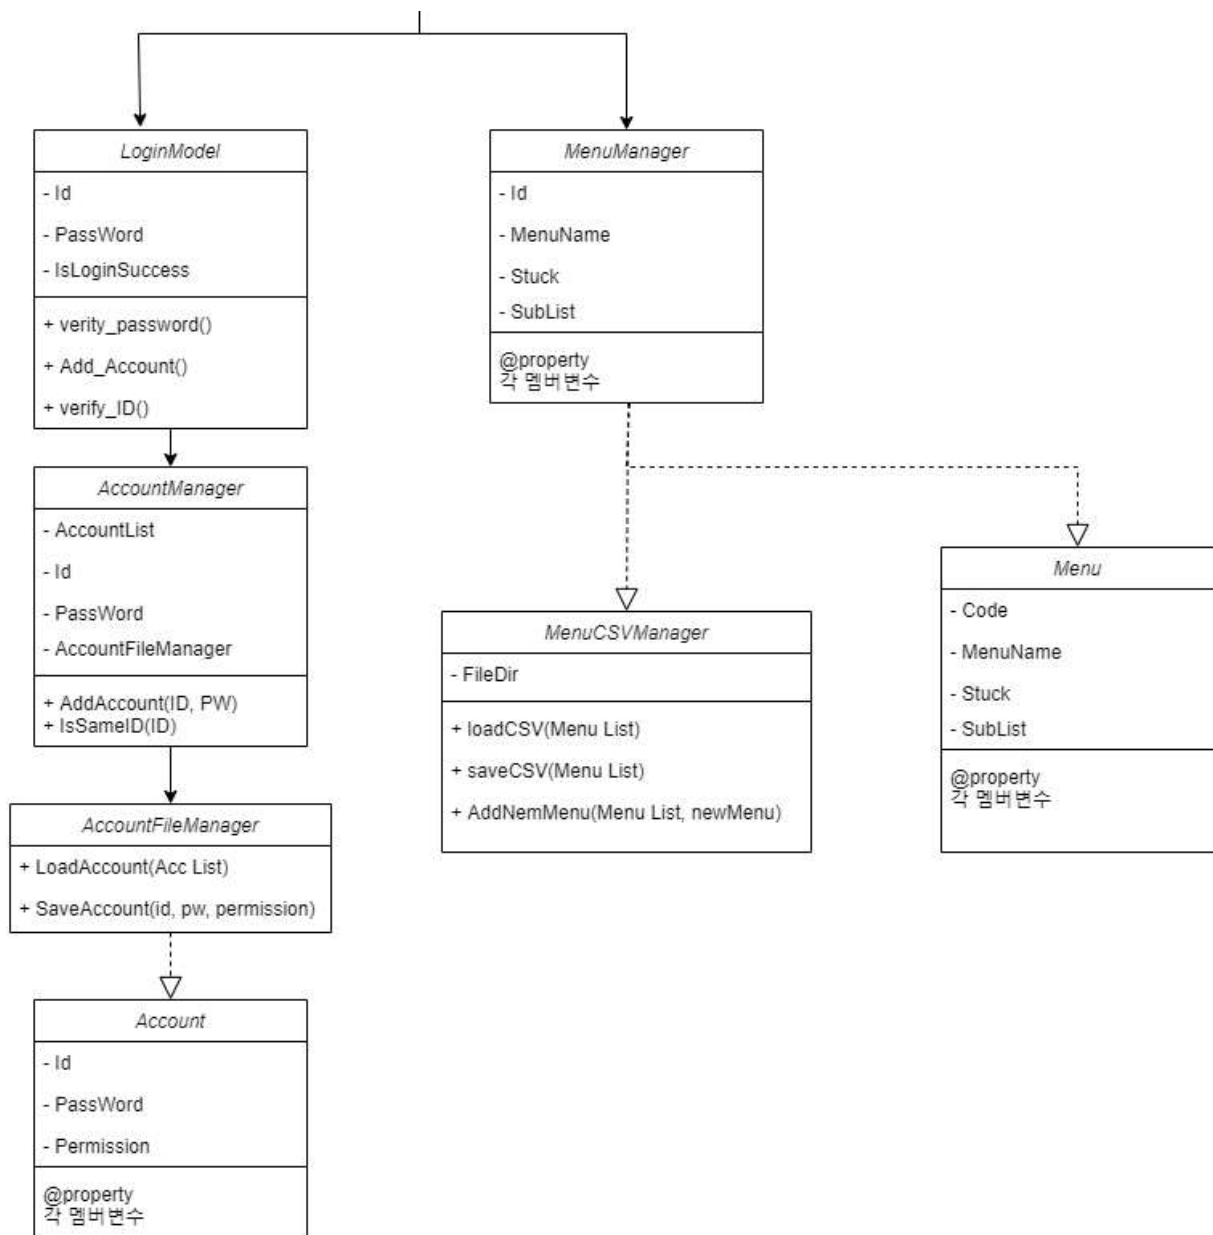 LoginModel
- Id
- PassWord
- IsLoginSuccess
+ verity_password()
+ Add_Account()
+ verify_ID()
AccountManager
- AccountList
- Id
- PassWord
- AccountFileManager
+ AddAccount(ID, PW)
+ IsSameID(ID)
AccountFileManager
+ LoadAccount(Acc List)
+ SaveAccount(id, pw, permission)
Account
- Id
- PassWord
- Permission
@property
각 멤버변수
MenuManager
- Id
- MenuName
- Stuck
- SubList
@property
각 멤버변수
MenuCSVManager
- FileDir
+ loadCSV(Menu List)
+ saveCSV(Menu List)
+ AddNemMenu(Menu List, newMenu)
Menu
- Code
- MenuName
- Stuck
- SubList
@property
각 멤버변수